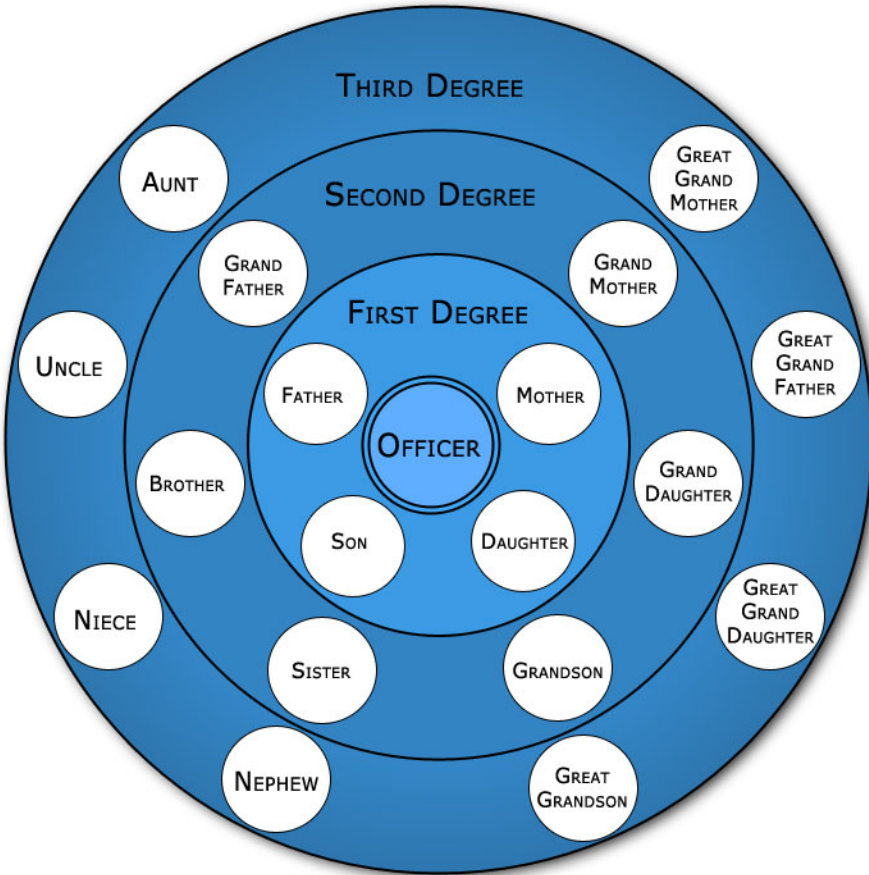 Third Degree
Aunt
Great
Grand
Mother
Second Degree
Grand
Father
Grand
Mother
First Degree
Uncle
Great
Grand
Father
Father
Mother
Officer
Brother
Grand
Daughter
Son
Daughter
Niece
Great
Grand
Daughter
Sister
Grandson
Nephew
Great
Grandson